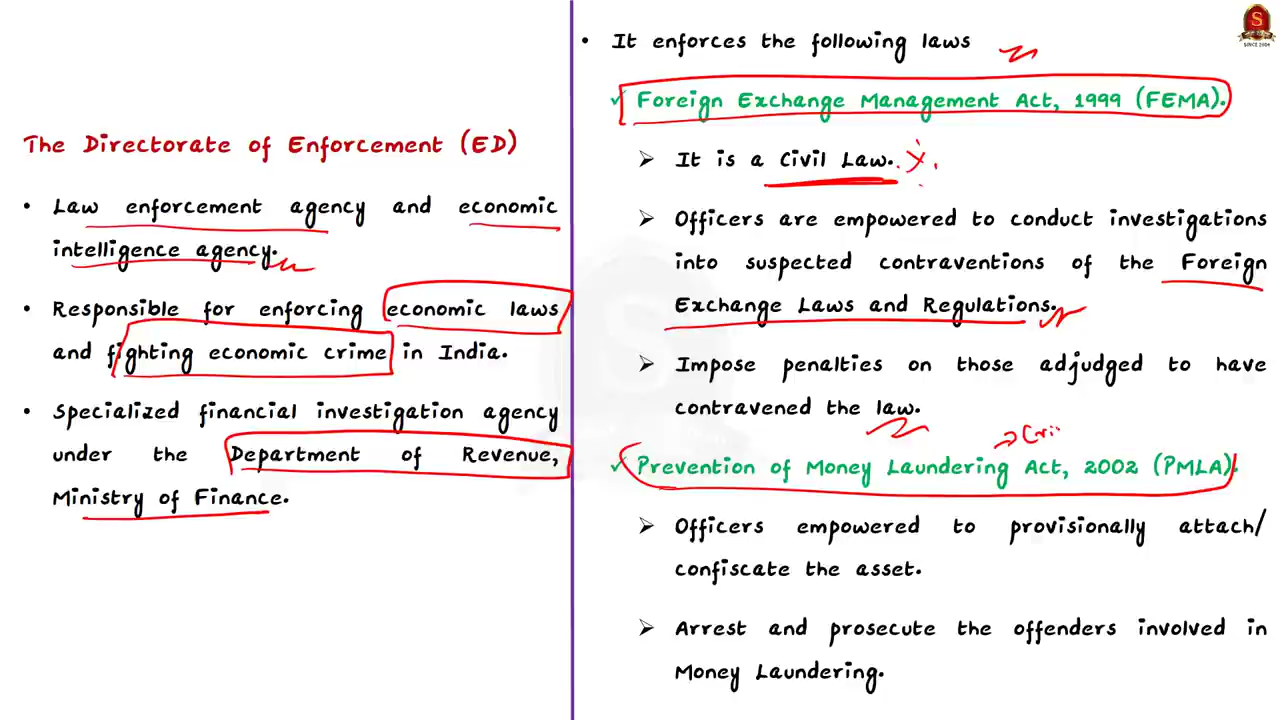 The Directorate of Enforcement (ED)
• Law enforcement agency and economic
intelligence agency.
• Responsible for enforcing economic laws
and fighting economic crime in India.
• Specialized financial investigation agency
under the Department of Revenue,
Ministry of Finance.
• It enforces the following laws
✓ Foreign Exchange Management Act, 1999 (FEMA).
➢ It is a Civil Law.
➢ Officers are empowered to conduct investigations
into suspected contraventions of the Foreign
Exchange Laws and Regulations.
➢ Impose penalties on those adjudged to have
contravened the law.
✓ Prevention of Money Laundering Act, 2002 (PMLA).
➢ Officers empowered to provisionally attach/
confiscate the asset.
➢ Arrest and prosecute the offenders involved in
Money Laundering.
S
SINCE 2004